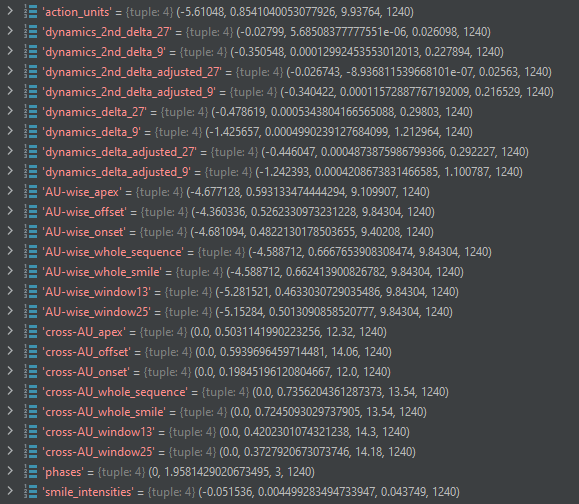 'action_units' = {tuple: 4} (-5.61048, 0.8541040053077926, 9.93764, 1240)
'dynamics_2nd_delta_27' = {tuple: 4} (-0.02799, 5.68508377777551e-06, 0.026098, 1240)
'dynamics_2nd_delta_9' = {tuple: 4} (-0.350548, 0.00012992455553012013, 0.227894, 1240)
'dynamics_2nd_delta_adjusted_27' = {tuple: 4} (-0.026743, -8.936811539668101e-07, 0.02563, 1240)
'dynamics_2nd_delta_adjusted_9' = {tuple: 4} (-0.340422, 0.00011572887767192009, 0.216529, 1240)
'dynamics_delta_27' = {tuple: 4} (-0.478619, 0.0005343804166565088, 0.29803, 1240)
'dynamics_delta_9' = {tuple: 4} (-1.425657, 0.0004990239127684099, 1.212964, 1240)
'dynamics_delta_adjusted_27' = {tuple: 4} (-0.446047, 0.0004873875986799366, 0.292227, 1240)
'dynamics_delta_adjusted_9' = {tuple: 4} (-1.242393, 0.0004208673831466585, 1.100787, 1240)
'AU-wise_apex' = {tuple: 4} (-4.677128, 0.593133474444294, 9.109907, 1240)
'AU-wise_offset' = {tuple: 4} (-4.360336, 0.5262330973231228, 9.84304, 1240)
'AU-wise_onset' = {tuple: 4} (-4.681094, 0.4822130178503655, 9.40208, 1240)
'AU-wise_whole_sequence' = {tuple: 4} (-4.588712, 0.6667653908308474, 9.84304, 1240)
'AU-wise_whole_smile' = {tuple: 4} (-4.588712, 0.662413900826782, 9.84304, 1240)
'AU-wise_window13' = {tuple: 4} (-5.281521, 0.4633030729035486, 9.84304, 1240)
'AU-wise_window25' = {tuple: 4} (-5.15284, 0.5013090858520777, 9.84304, 1240)
'cross-AU_apex' = {tuple: 4} (0.0, 0.5031141990223256, 12.32, 1240)
'cross-AU_offset' = {tuple: 4} (0.0, 0.5939696459714481, 14.06, 1240)
'cross-AU_onset' = {tuple: 4} (0.0, 0.19845196120804667, 12.0, 1240)
'cross-AU_whole_sequence' = {tuple: 4} (0.0, 0.7356204361287373, 13.54, 1240)
'cross-AU_whole_smile' = {tuple: 4} (0.0, 0.7245093029737905, 13.54, 1240)
'cross-AU_window13' = {tuple: 4} (0.0, 0.4202301074321238, 14.3, 1240)
'cross-AU_window25' = {tuple: 4} (0.0, 0.3727920673073746, 14.18, 1240)
'phases' = {tuple: 4} (0, 1.9581429020673495, 3, 1240)
'smile_intensities' = {tuple: 4} (-0.051536, 0.004499283494733947, 0.043749, 1240)